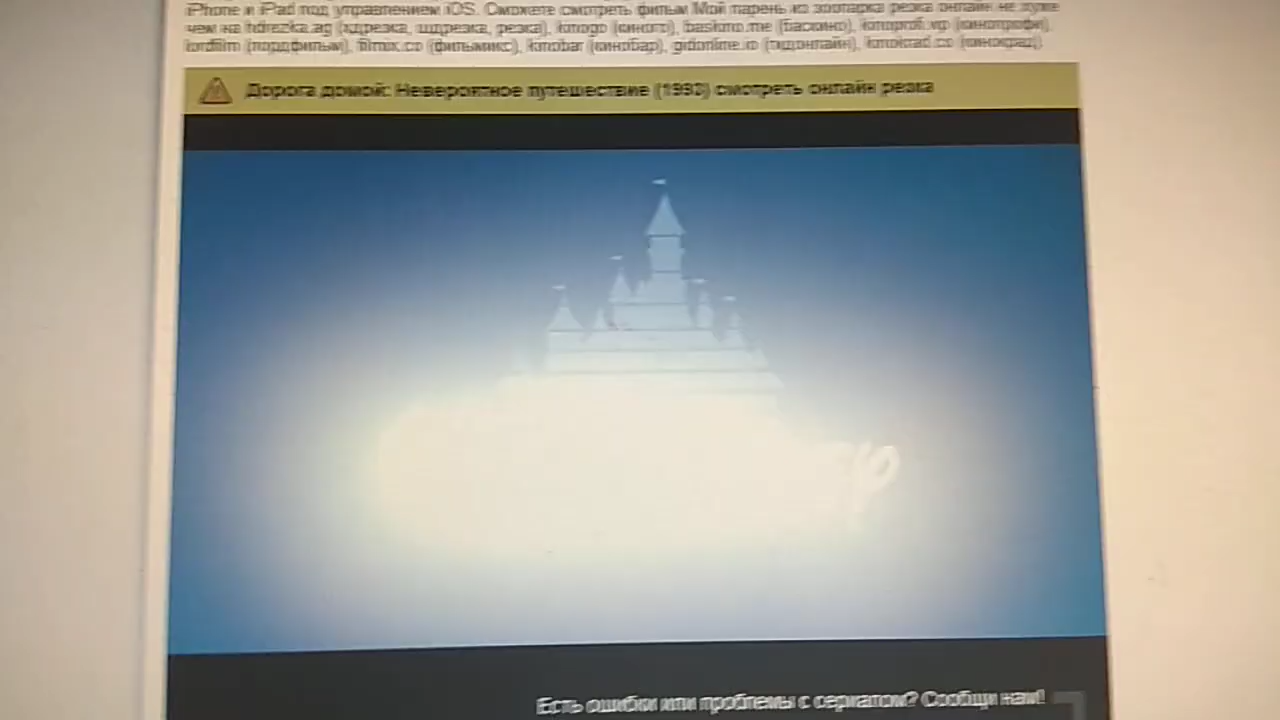 iPhone и iPad под управлением iOS. Сможете смотреть фильм Мой парень из зоопарка резка онлайн не хуже
чем на hdrezka.ag (хдрезка, шдрезка, резка), kinogo (киного), baskino.me (баскино), kinoprofi.vip (кинопрофи),
lordfilm (лордфильм), filmix.co (фильмикс), kinobar (кинобар), gidonline.io (гидонлайн), kinokrad.co (кинокрад).
Дорога домой: Невероятное путешествие (1993) смотреть онлайн резка
Есть ошибки или проблемы с сериалом? Сообщи нам!